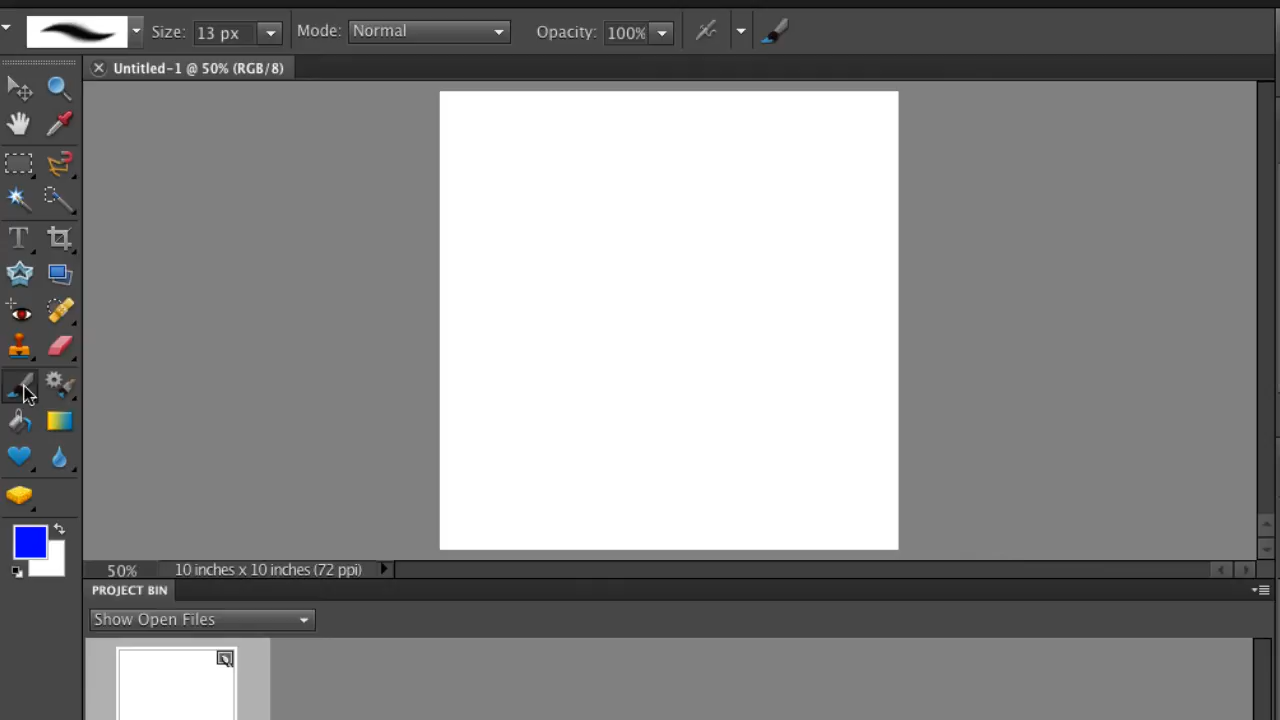 Size: 13 px Mode: Normal Opacity: 100%
Untitled-1 @ 50% (RGB/8)
T
50% 10 inches x 10 inches (72 ppi)
PROJECT BIN
Show Open Files